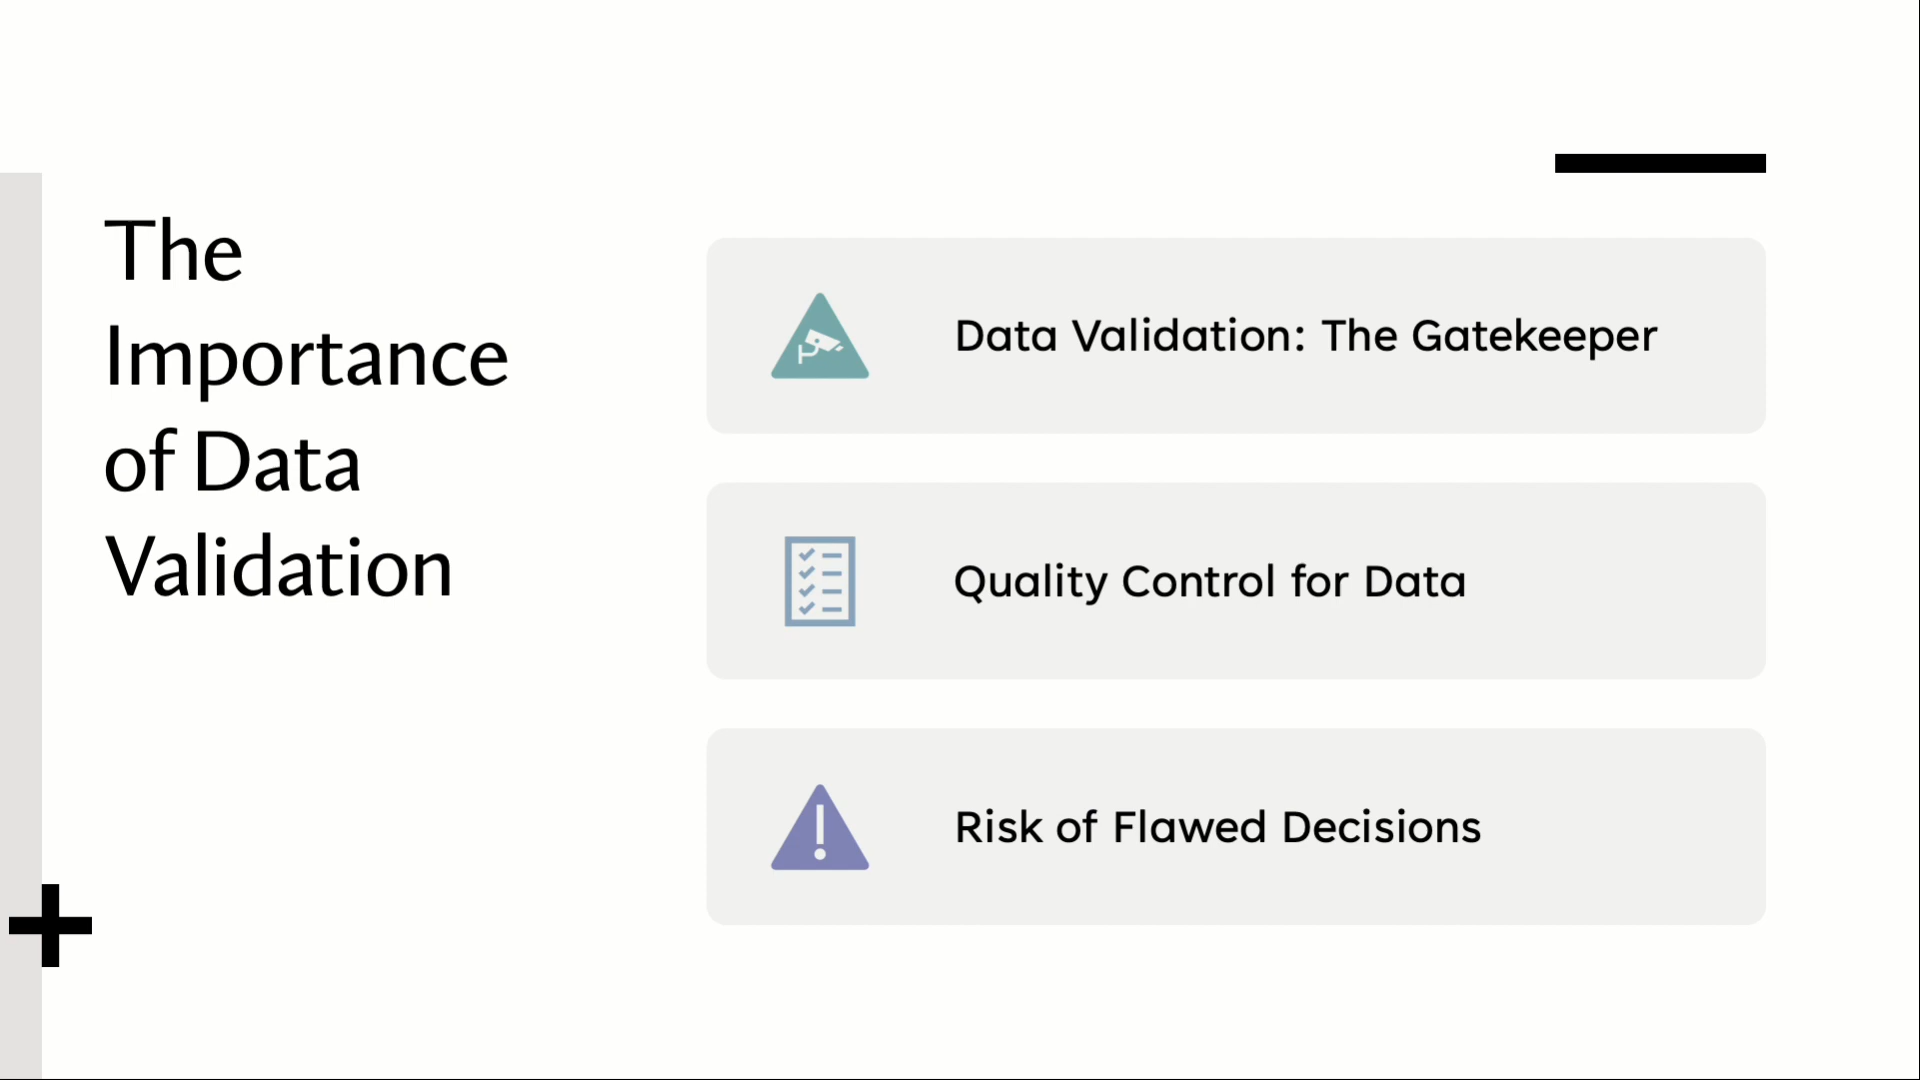 The
Importance
of Data
Validation
Data Validation: The Gatekeeper
Quality Control for Data
Risk of Flawed Decisions